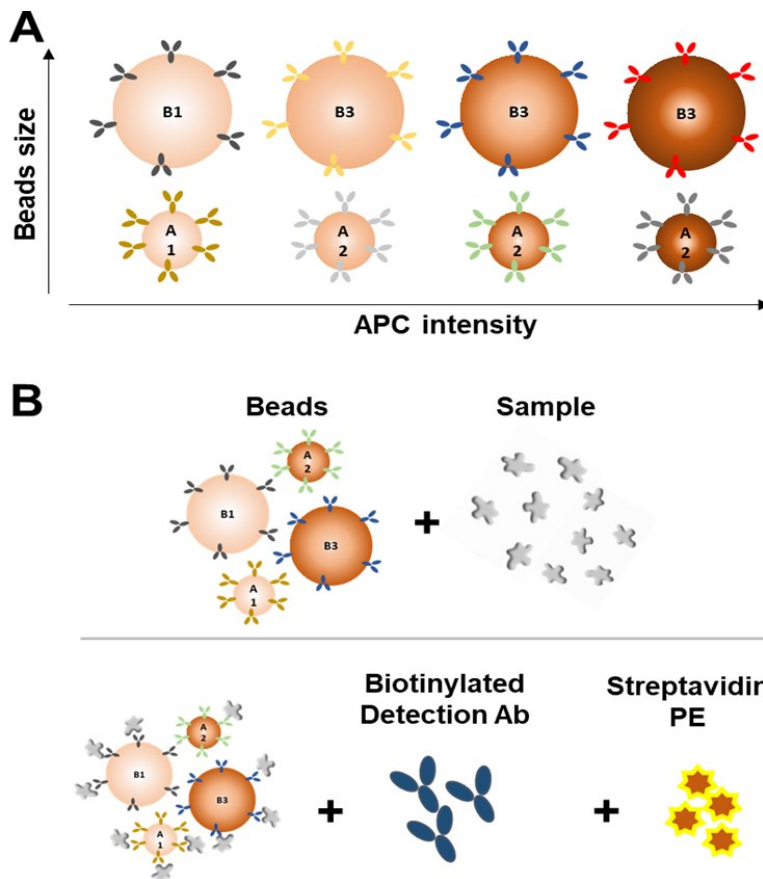 A
Beads size
B1
B3
B3
B3
A
1
A
2
A
2
A
2
APC intensity
B
Beads
Sample
A
2
B1
B3
A
1
Biotinylated
Detection Ab
Streptavidin
PE
A
2
B1
B3
A
1